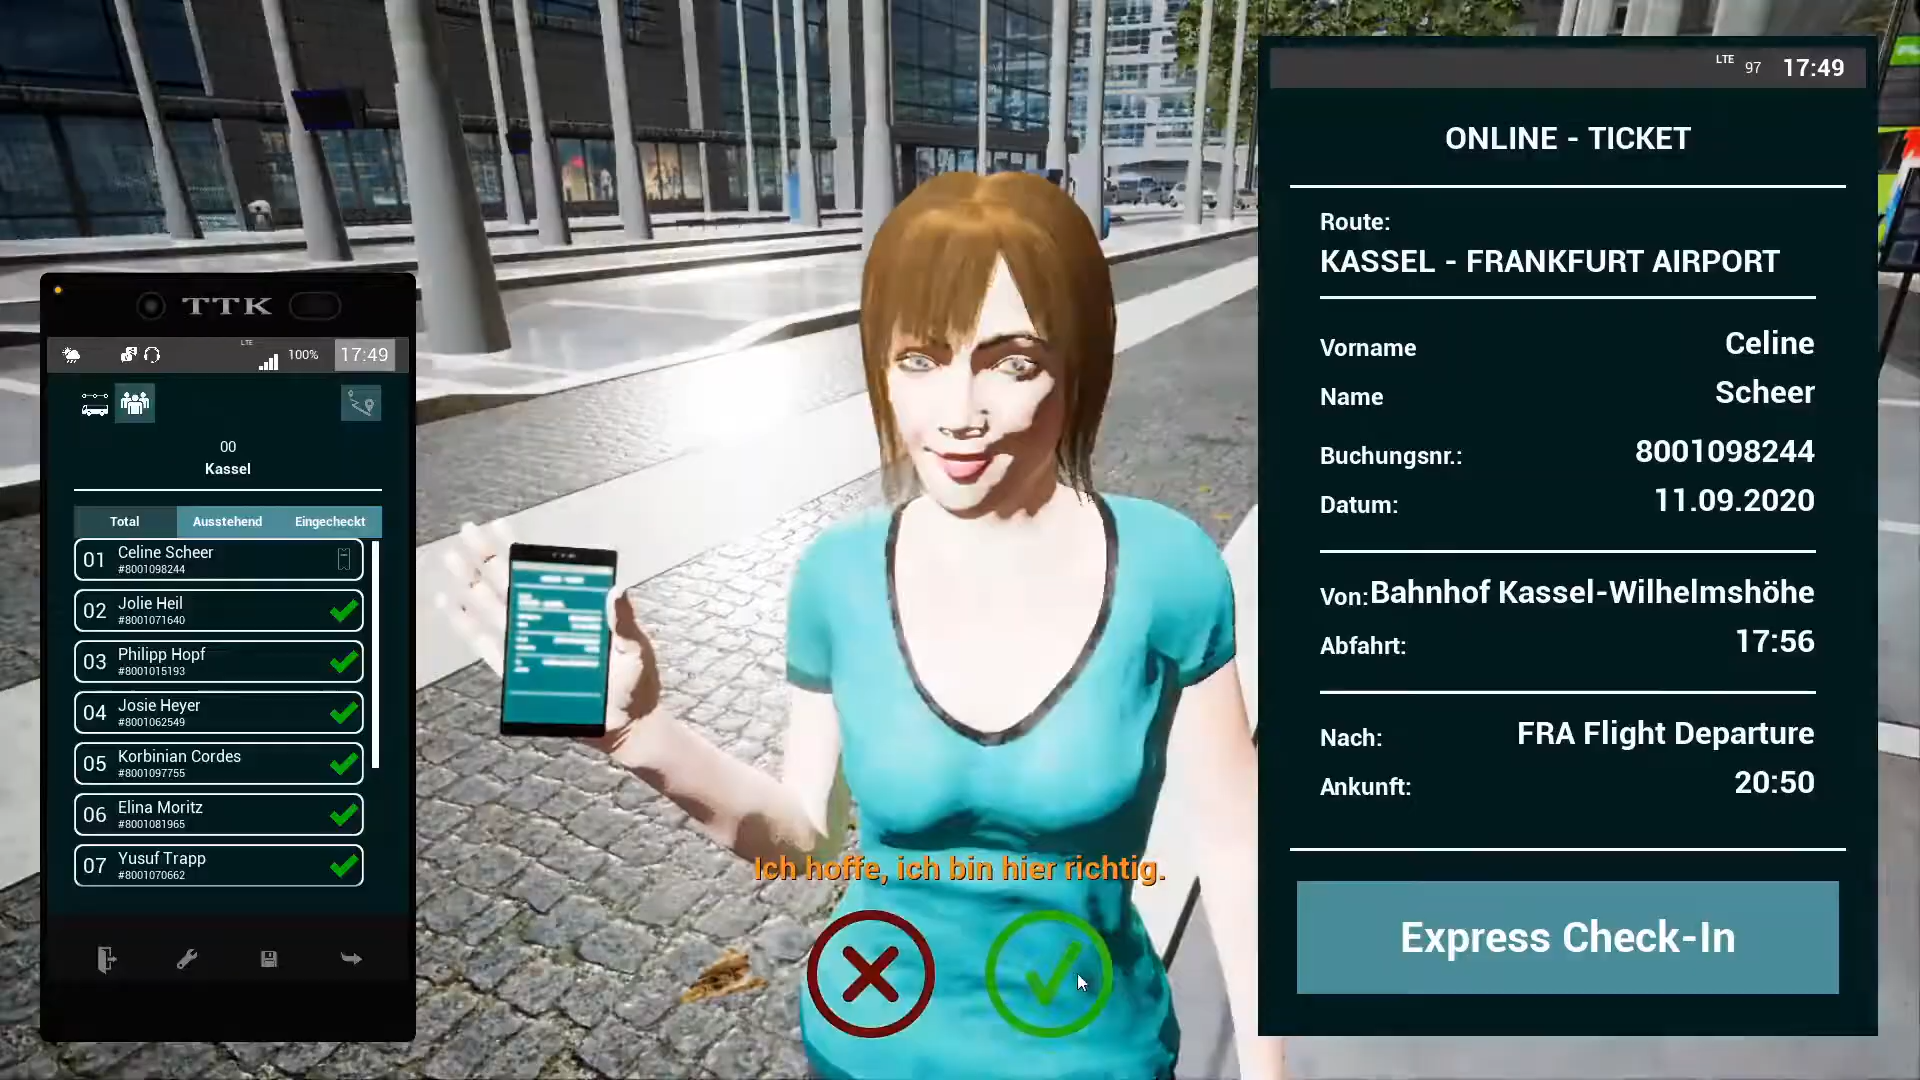 TTK
LTE
100%
17:49
00
Kassel
Total
Ausstehend
Eingecheckt
01
Celine Scheer
#8001098244
02
Jolie Heil
#8001071640
03
Philipp Hopf
#8001015193
04
Josie Heyer
#8001062549
05
Korbinian Cordes
#8001097755
06
Elina Moritz
#8001081965
07
Yusuf Trapp
#8001070662
Ich hoffe, ich bin hier richtig.
LTE 97 17:49
ONLINE - TICKET
Route:
KASSEL - FRANKFURT AIRPORT
Vorname Celine
Name Scheer
Buchungsnr.: 8001098244
Datum: 11.09.2020
Von: Bahnhof Kassel-Wilhelmshöhe
Abfahrt: 17:56
Nach: FRA Flight Departure
Ankunft: 20:50
Express Check-In